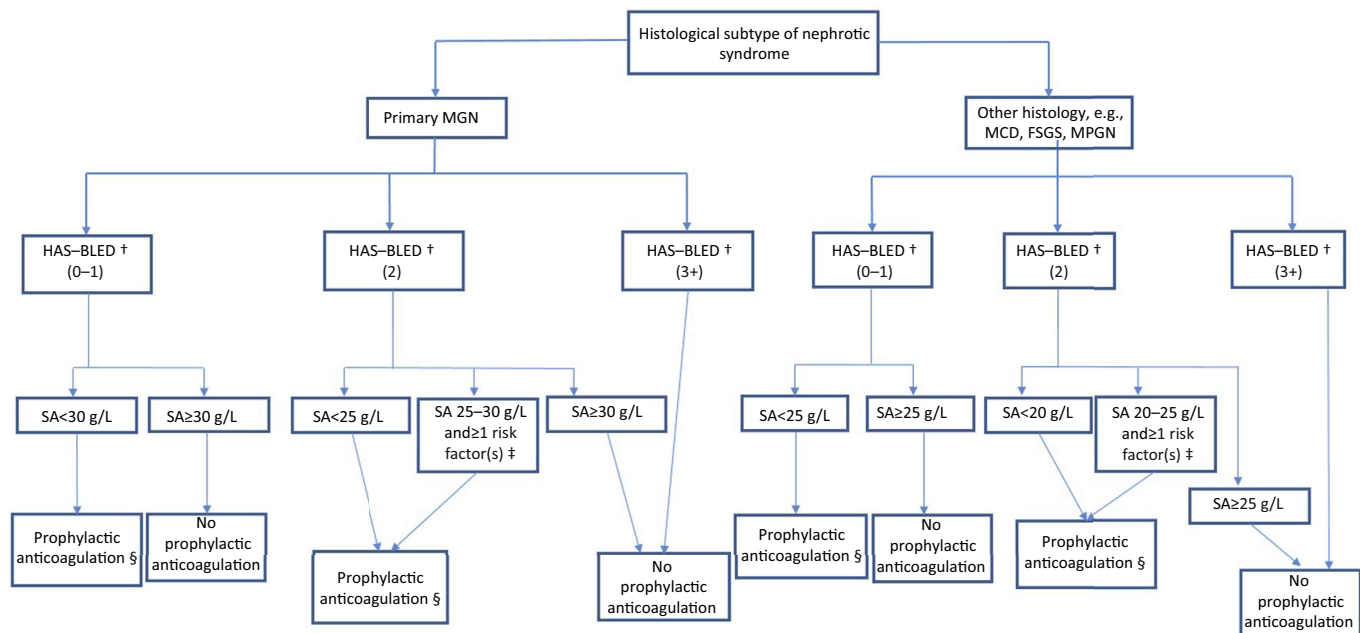 Histological subtype of nephrotic
syndrome
Primary MGN
Other histology, e.g.,
MCD, FSGS, MPGN
HAS–BLED †
(0–1)
HAS–BLED †
(2)
HAS–BLED †
(3+)
HAS–BLED †
(0–1)
HAS–BLED †
(2)
HAS–BLED †
(3+)
SA<30 g/L
SA≥30 g/L
SA<25 g/L
SA 25–30 g/L
and≥1 risk
factor(s) ‡
SA≥30 g/L
SA<25 g/L
SA≥25 g/L
SA<20 g/L
SA 20–25 g/L
and≥1 risk
factor(s) ‡
SA≥25 g/L
Prophylactic
anticoagulation §
No
prophylactic
anticoagulation
Prophylactic
anticoagulation §
No
prophylactic
anticoagulation
Prophylactic
anticoagulation §
No
prophylactic
anticoagulation
Prophylactic
anticoagulation §
No
prophylactic
anticoagulation